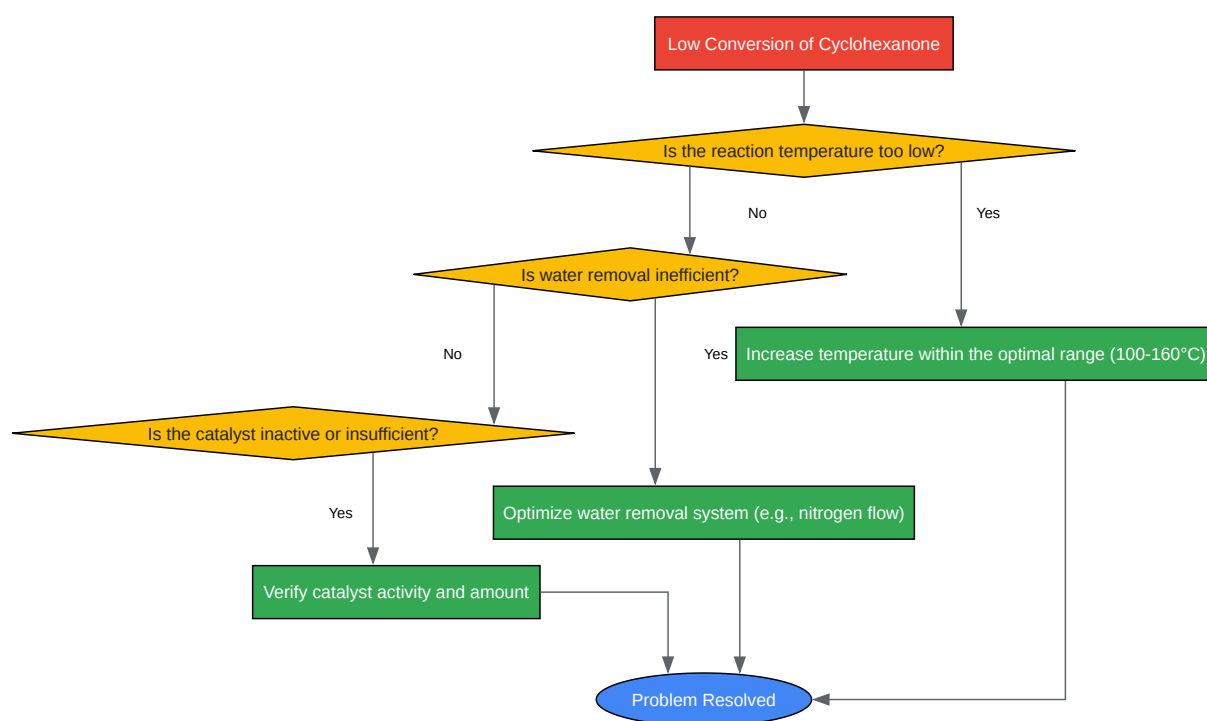 Low Conversion of Cyclohexanone
Is the reaction temperature too low?
No
Yes
Is water removal inefficient?
No
Yes
Increase temperature within the optimal range (100-160°C)
Is the catalyst inactive or insufficient?
Yes
Optimize water removal system (e.g., nitrogen flow)
Verify catalyst activity and amount
Problem Resolved